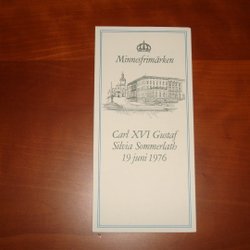 Minnesfrimärken
Carl XVI Gustaf
Silvia Sommerlath
19 juni 1976